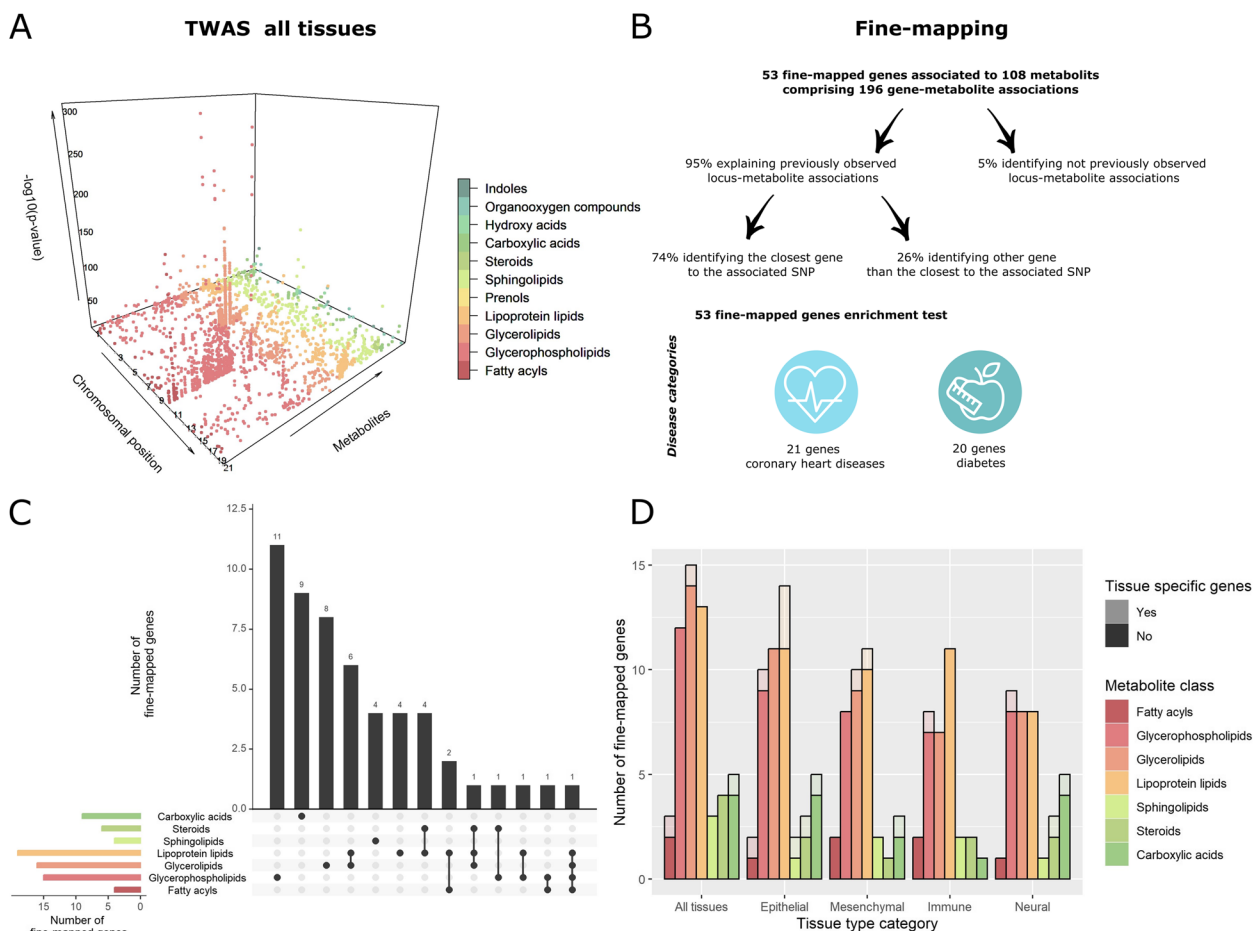 A
TWAS all tissues
300
250
200
150
100
50
-log10(p-value)
1
3
5
7
9
11
13
15
17
19
21
Chromosomal position
Metabolites
Indoles
Organooxygen compounds
Hydroxy acids
Carboxylic acids
Steroids
Sphingolipids
Prenols
Lipoprotein lipids
Glycerolipids
Glycerophospholipids
Fatty acyls
B
Fine-mapping
53 fine-mapped genes associated to 108 metabolits
comprising 196 gene-metabolite associations
95% explaining previously observed
locus-metabolite associations
5% identifying not previously observed
locus-metabolite associations
74% identifying the closest gene
to the associated SNP
26% identifying other gene
than the closest to the associated SNP
53 fine-mapped genes enrichment test
Disease categories
21 genes
coronary heart diseases
20 genes
diabetes
C
Number of
fine-mapped genes
12.5
10.0
7.5
5.0
2.5
0.0
11
9
8
6
4
4
4
2
1
1
1
1
1
Carboxylic acids
Steroids
Sphingolipids
Lipoprotein lipids
Glycerolipids
Glycerophospholipids
Fatty acyls
15 10 5 0
Number of
fine-mapped genes
D
Number of fine-mapped genes
15
10
5
0
All tissues Epithelial Mesenchymal Immune Neural
Tissue type category
Tissue specific genes
Yes
No
Metabolite class
Fatty acyls
Glycerophospholipids
Glycerolipids
Lipoprotein lipids
Sphingolipids
Steroids
Carboxylic acids